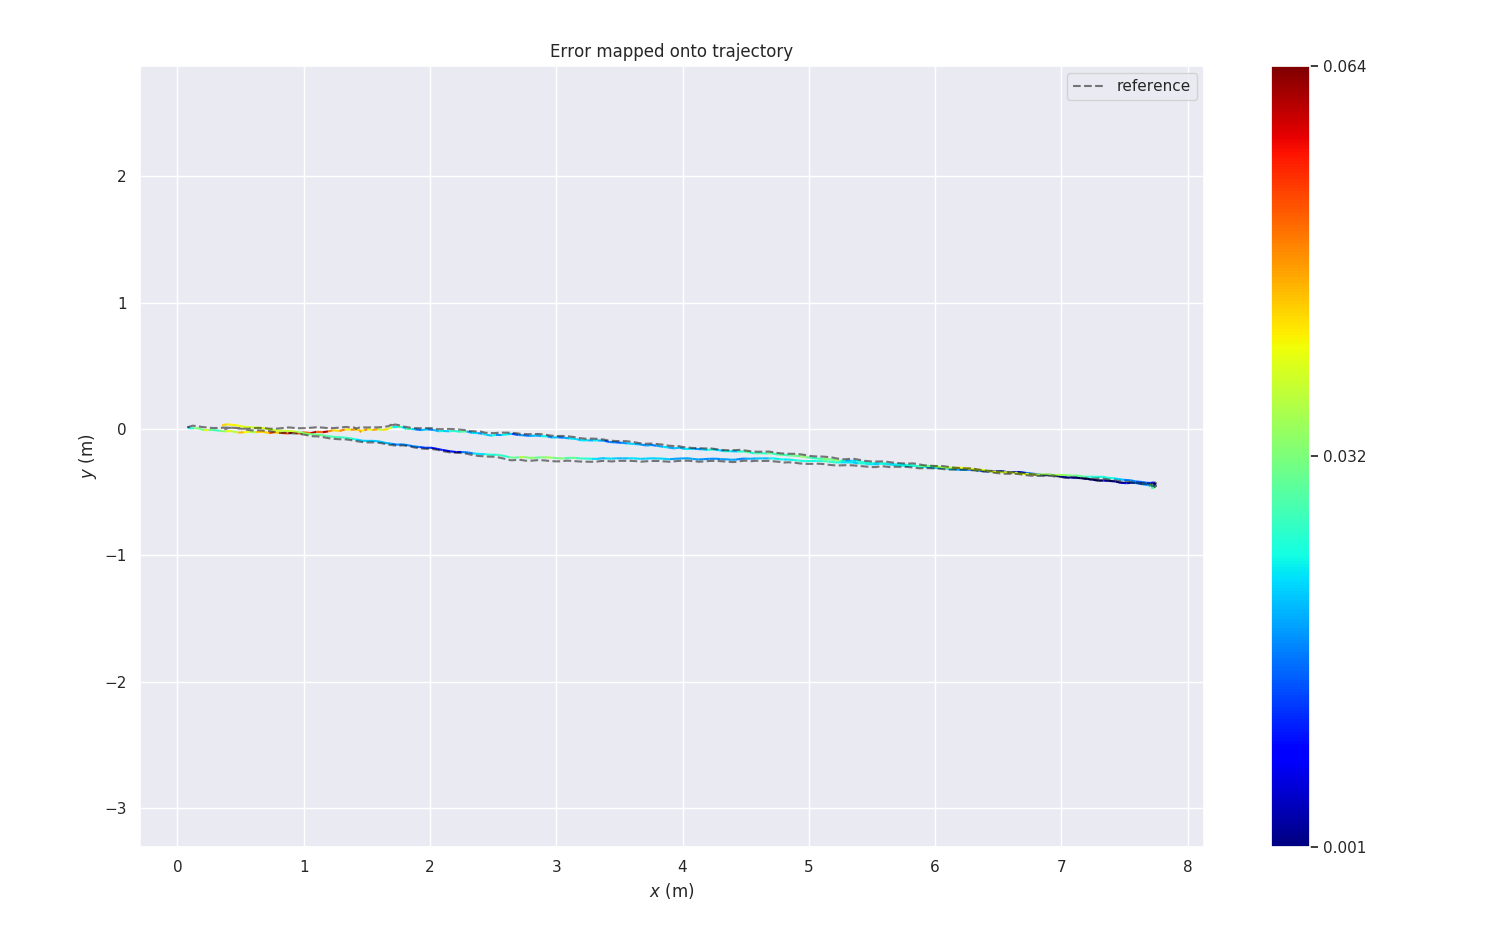 Error mapped onto trajectory
reference
0.064
0.032
0.001
2
1
0
−1
−2
−3
y (m)
0 1 2 3 4 5 6 7 8
x (m)